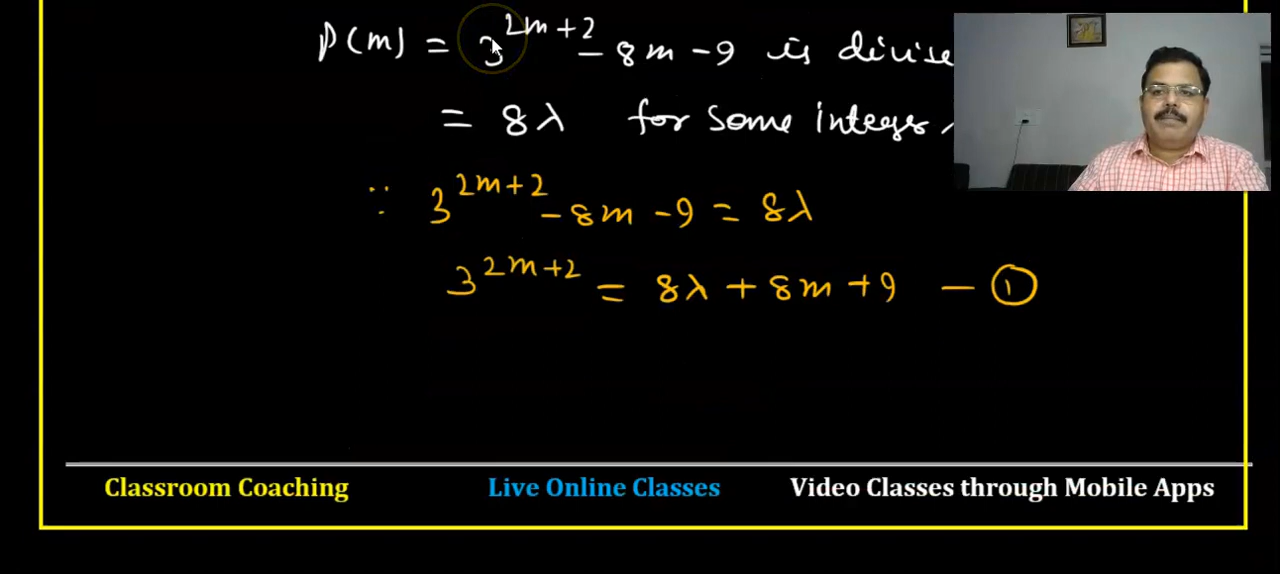 P(m) = 3^{2m+2} - 8m - 9 is divise
= 8λ for some integer λ
∵ 3^{2m+2} - 8m - 9 = 8λ
3^{2m+2} = 8λ + 8m + 9 — ①
Classroom Coaching Live Online Classes Video Classes through Mobile Apps